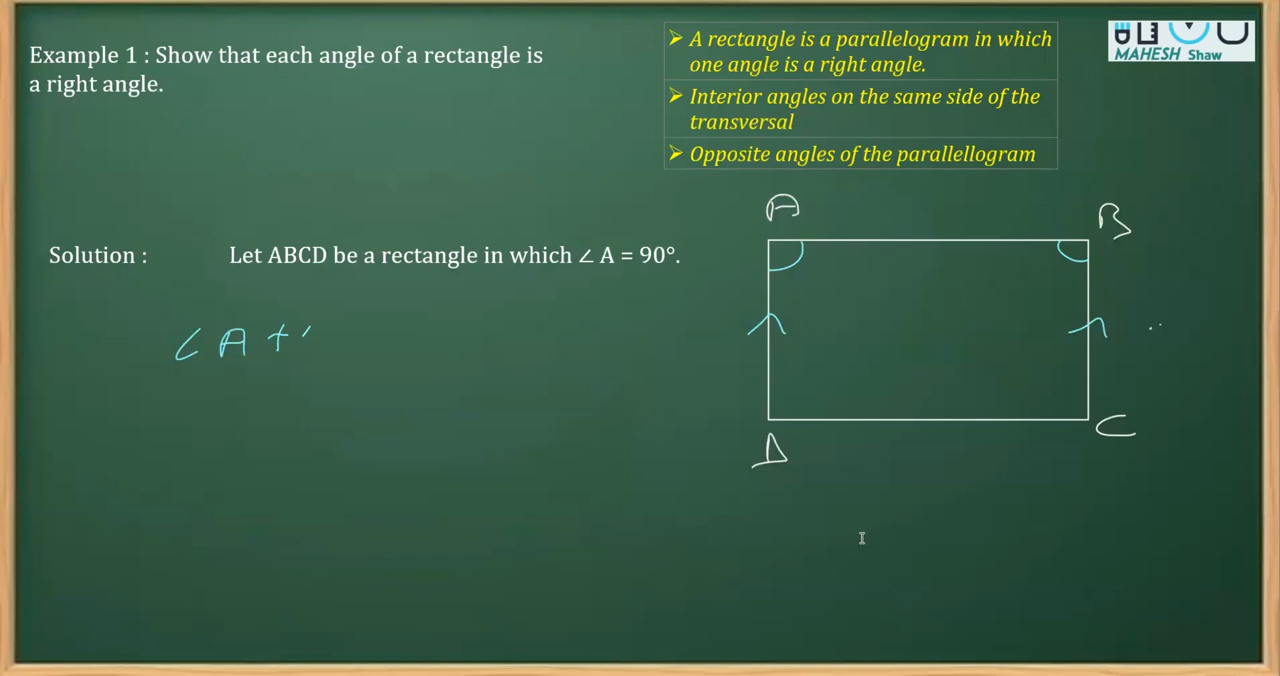 Example 1 : Show that each angle of a rectangle is
a right angle.
➢ A rectangle is a parallelogram in which
one angle is a right angle.
➢ Interior angles on the same side of the
transversal
➢ Opposite angles of the parallellogram
MAHESH Shaw
A
B
Solution : Let ABCD be a rectangle in which ∠ A = 90°.
∠ A +
D
C